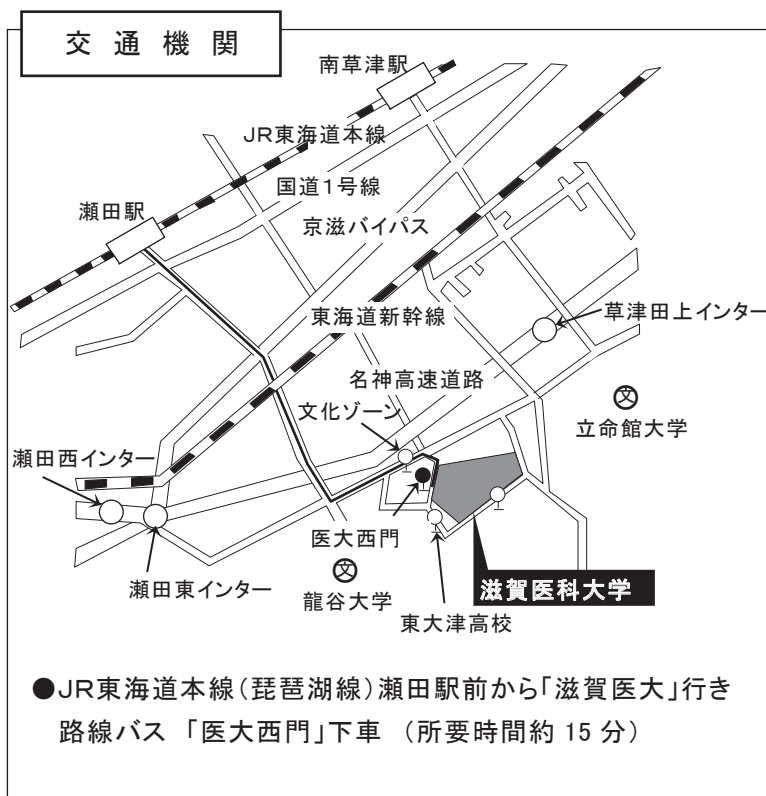 交通機関
南草津駅
JR東海道本線
国道1号線
瀬田駅
京滋バイパス
東海道新幹線
草津田上インター
名神高速道路
文化ゾーン
文
立命館大学
瀬田西インター
医大西門
文
瀬田東インター
龍谷大学
滋賀医科大学
東大津高校
●JR東海道本線(琵琶湖線)瀬田駅前から「滋賀医大」行き
路線バス 「医大西門」下車 (所要時間約 15 分)